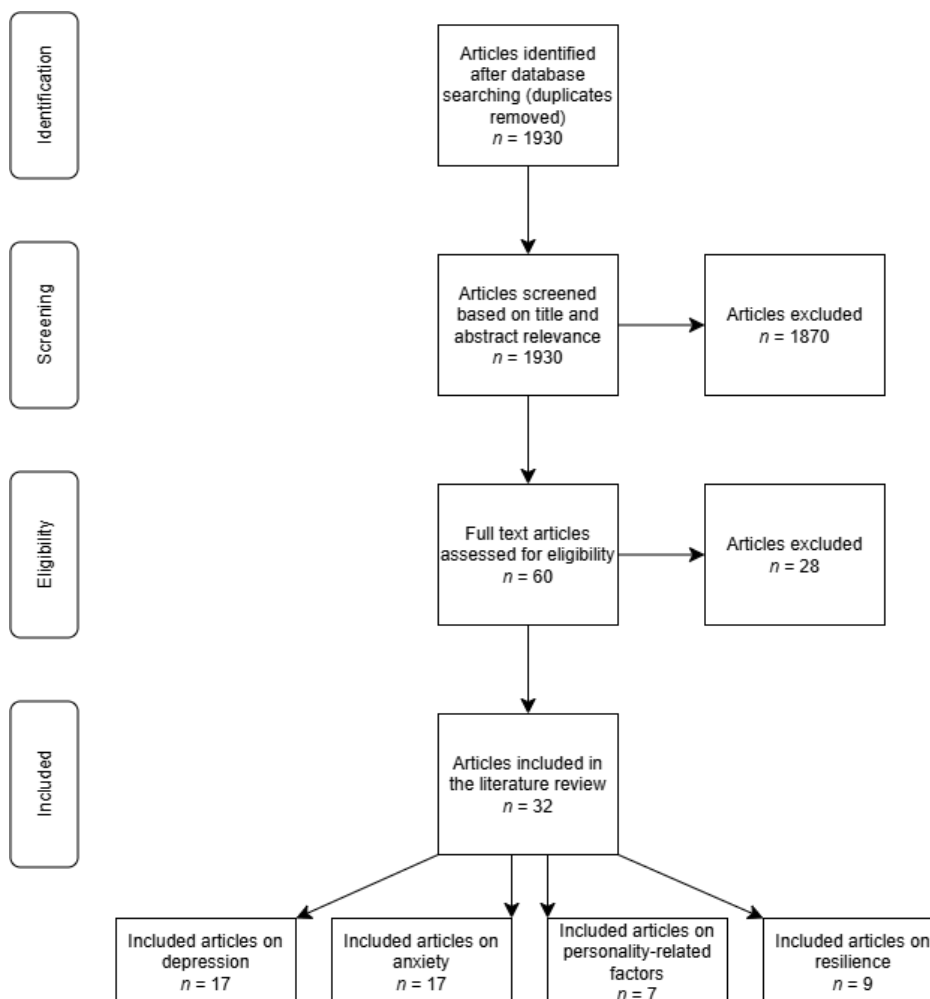 Identification
Articles identified
after database
searching (duplicates
removed)
n = 1930
Screening
Articles screened
based on title and
abstract relevance
n = 1930
Articles excluded
n = 1870
Eligibility
Full text articles
assessed for eligibility
n = 60
Articles excluded
n = 28
Included
Articles included in
the literature review
n = 32
Included articles on
depression
n = 17
Included articles on
anxiety
n = 17
Included articles on
personality-related
factors
n = 7
Included articles on
resilience
n = 9